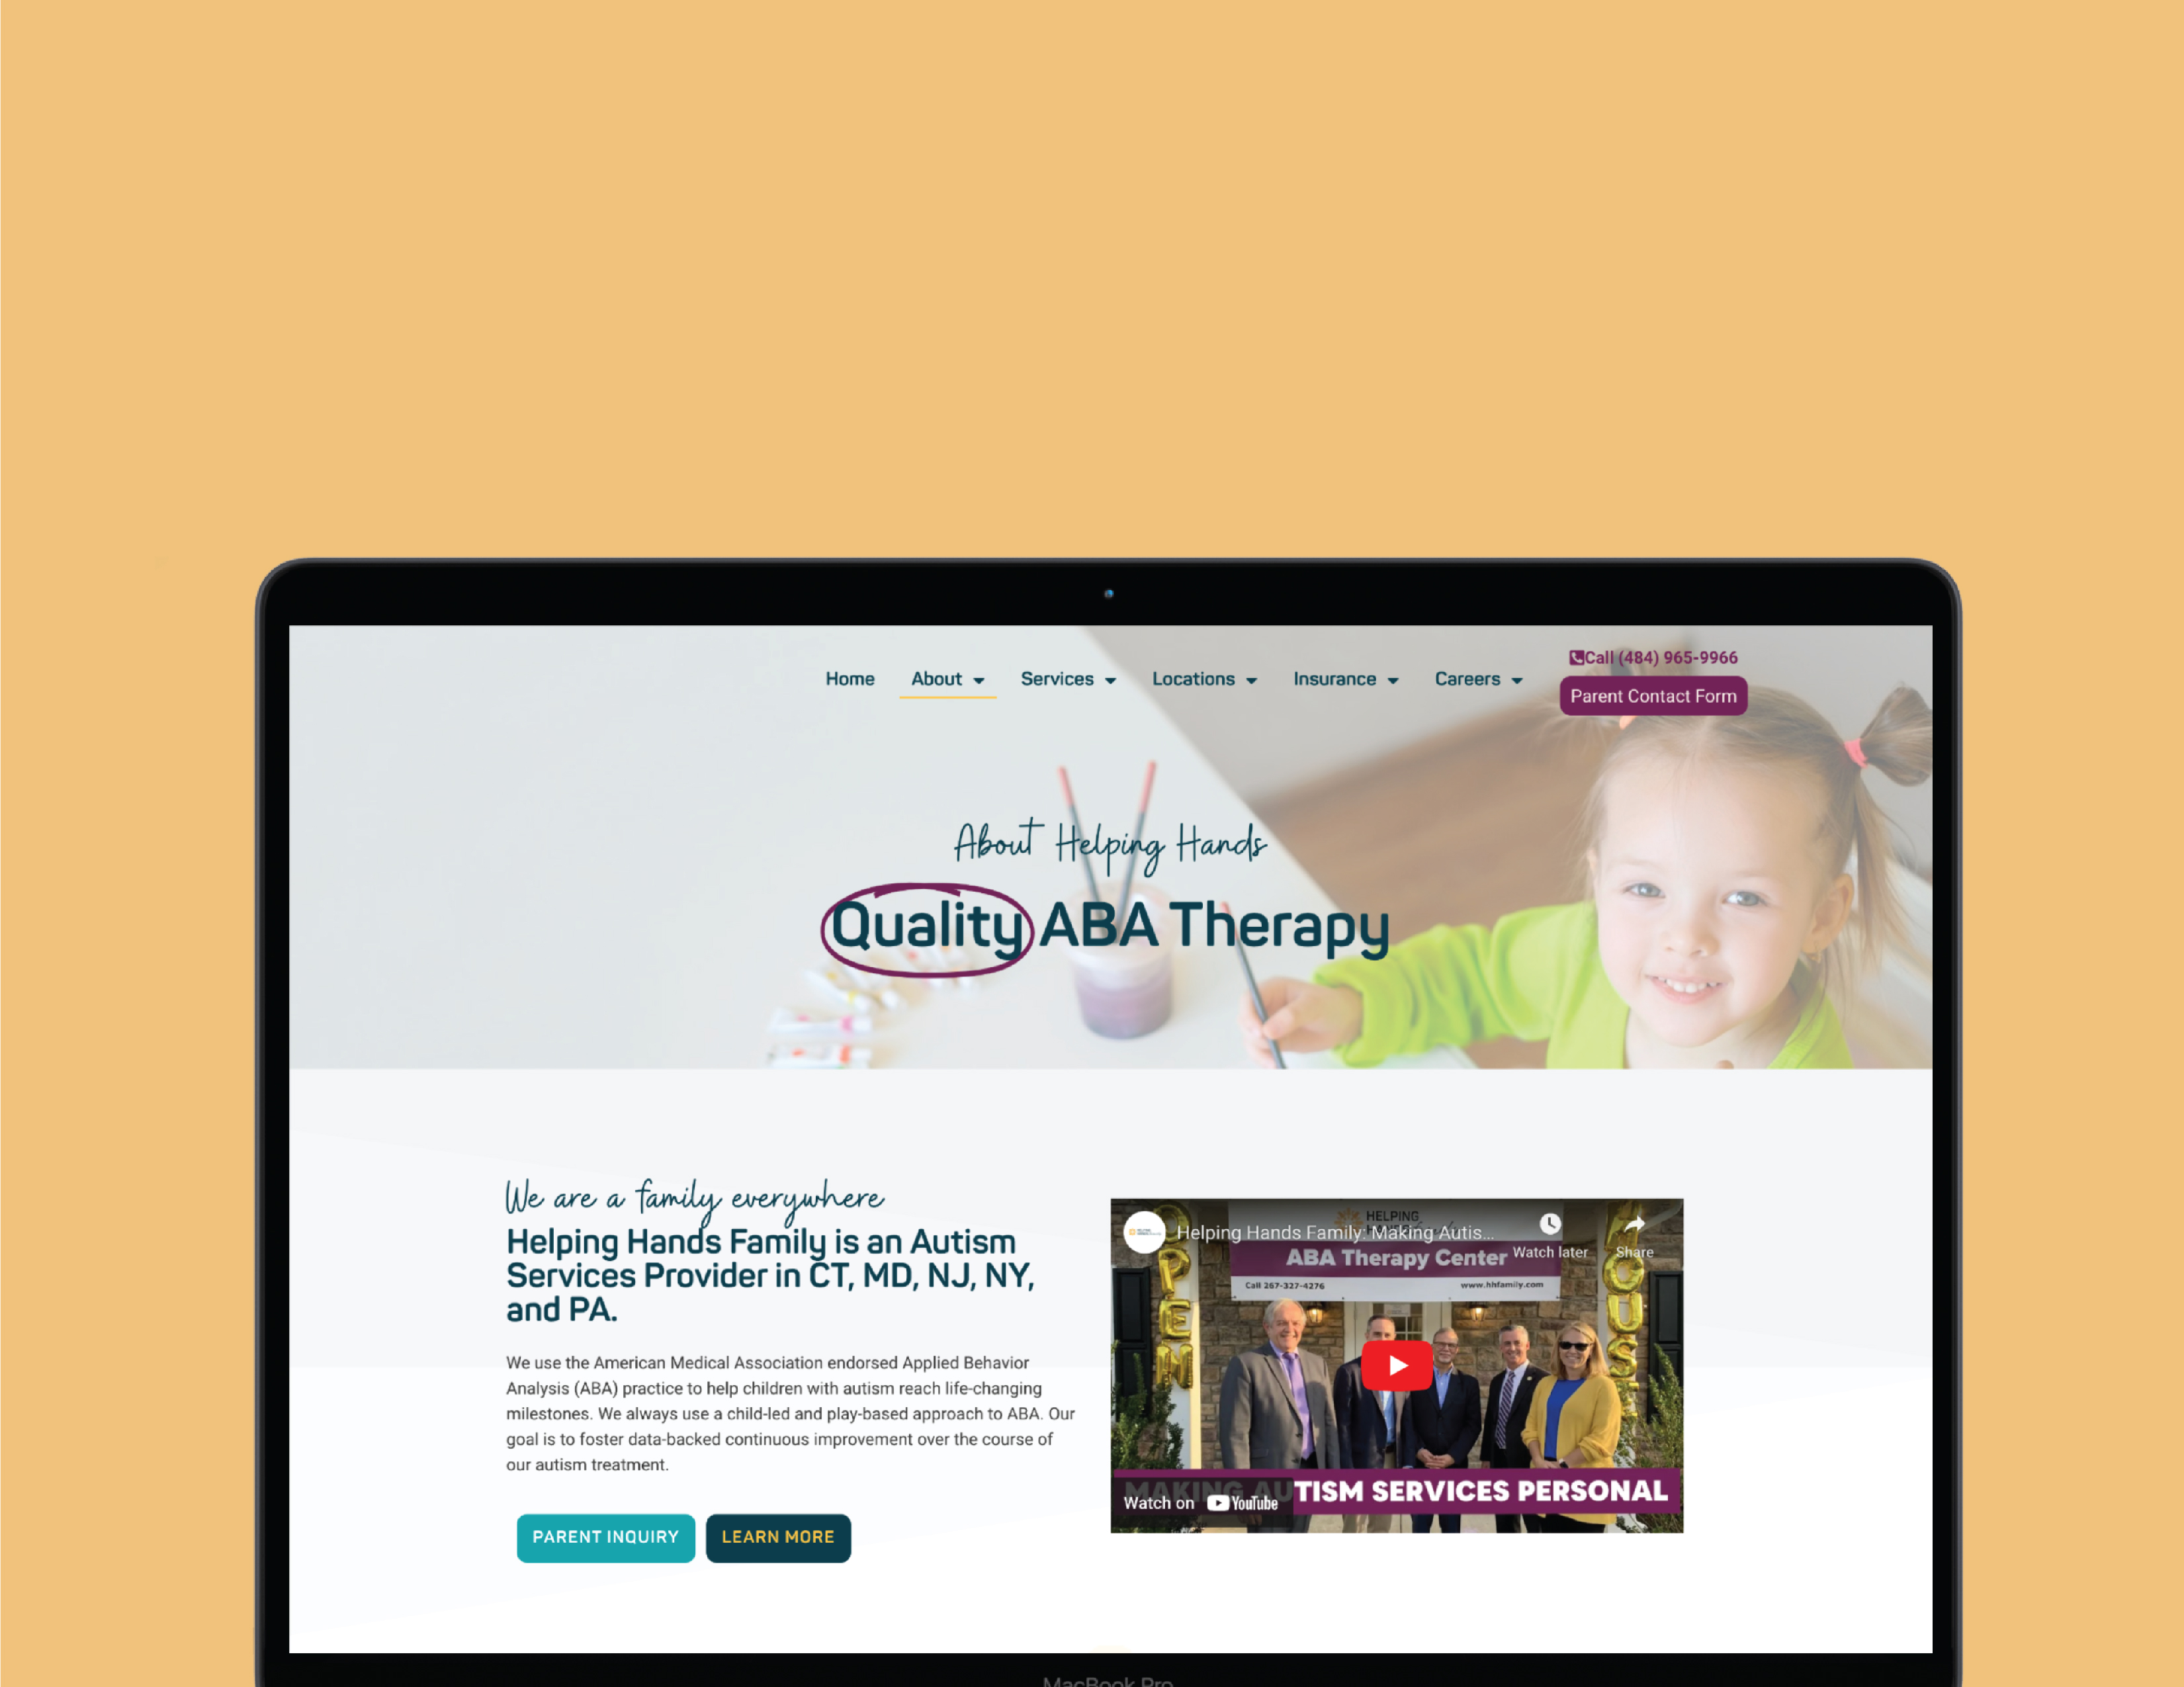 Home About Services Locations Insurance Careers
Call (484) 965-9966
Parent Contact Form
About Helping Hands
Quality ABA Therapy
We are a family everywhere
Helping Hands Family is an Autism
Services Provider in CT, MD, NJ, NY,
and PA.
We use the American Medical Association endorsed Applied Behavior
Analysis (ABA) practice to help children with autism reach life-changing
milestones. We always use a child-led and play-based approach to ABA. Our
goal is to foster data-backed continuous improvement over the course of
our autism treatment.
PARENT INQUIRY LEARN MORE
HELPING
Helping Hands Family: Making Autis...
Watch later Share
ABA Therapy Center
Call 267-327-4276 www.hhfamily.com
OPEN
HOUSE
MAKING AUTISM SERVICES PERSONAL
Watch on YouTube
MacBook Pro